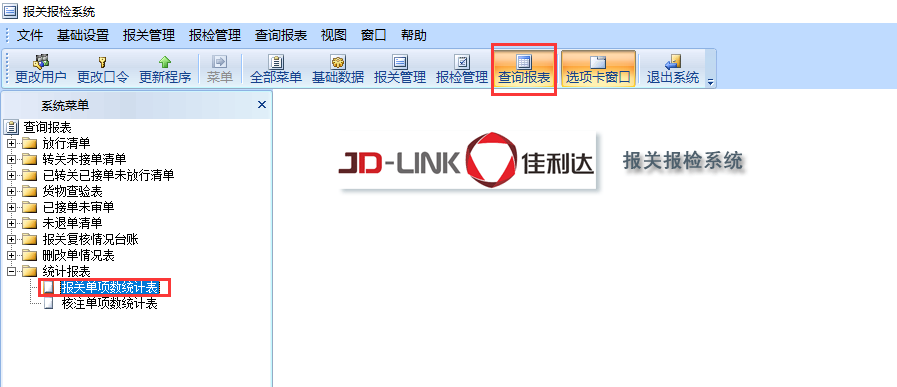 报关报检系统
文件 基础设置 报关管理 报检管理 查询报表 视图 窗口 帮助
更改用户 更改口令 更新程序 菜单 全部菜单 基础数据 报关管理 报检管理 查询报表 选项卡窗口 退出系统
系统菜单
查询报表
放行清单
转关未接单清单
已转关已接单未放行清单
货物查验表
已接单未审单
未退单清单
报关复核情况台账
删改单情况表
统计报表
报关单项数统计表
核注单项数统计表
JD-LINK 佳利达 报关报检系统